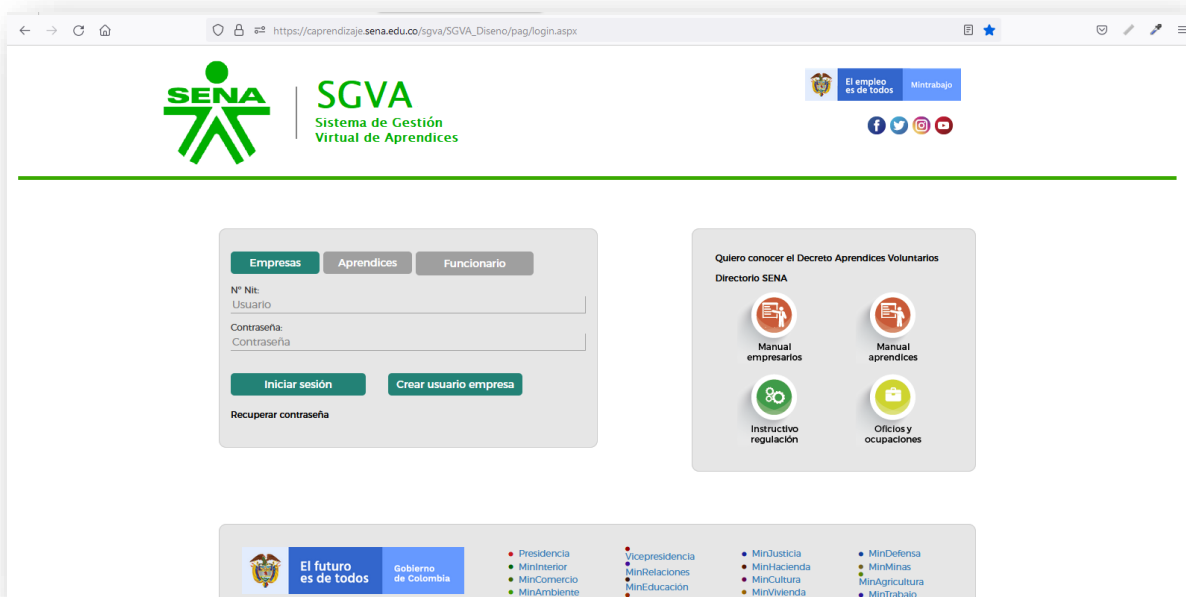 https://caprendizaje.sena.edu.co/sgva/SGVA_Diseno/pag/login.aspx
SENA
SGVA
Sistema de Gestión
Virtual de Aprendices
El empleo
es de todos
Mintrabajo
Empresas
Aprendices
Funcionario
N° Nit:
Usuario
Contraseña:
Contraseña
Iniciar sesión
Crear usuario empresa
Recuperar contraseña
Quiero conocer el Decreto Aprendices Voluntarios
Directorio SENA
Manual
empresarios
Manual
aprendices
Instructivo
regulación
Oficios y
ocupaciones
El futuro
es de todos
Gobierno
de Colombia
Presidencia
MinInterior
MinComercio
MinAmbiente
Vicepresidencia
MinRelaciones
MinEducación
MinJusticia
MinHacienda
MinCultura
MinVivienda
MinDefensa
MinMinas
MinAgricultura
MinTrabajo